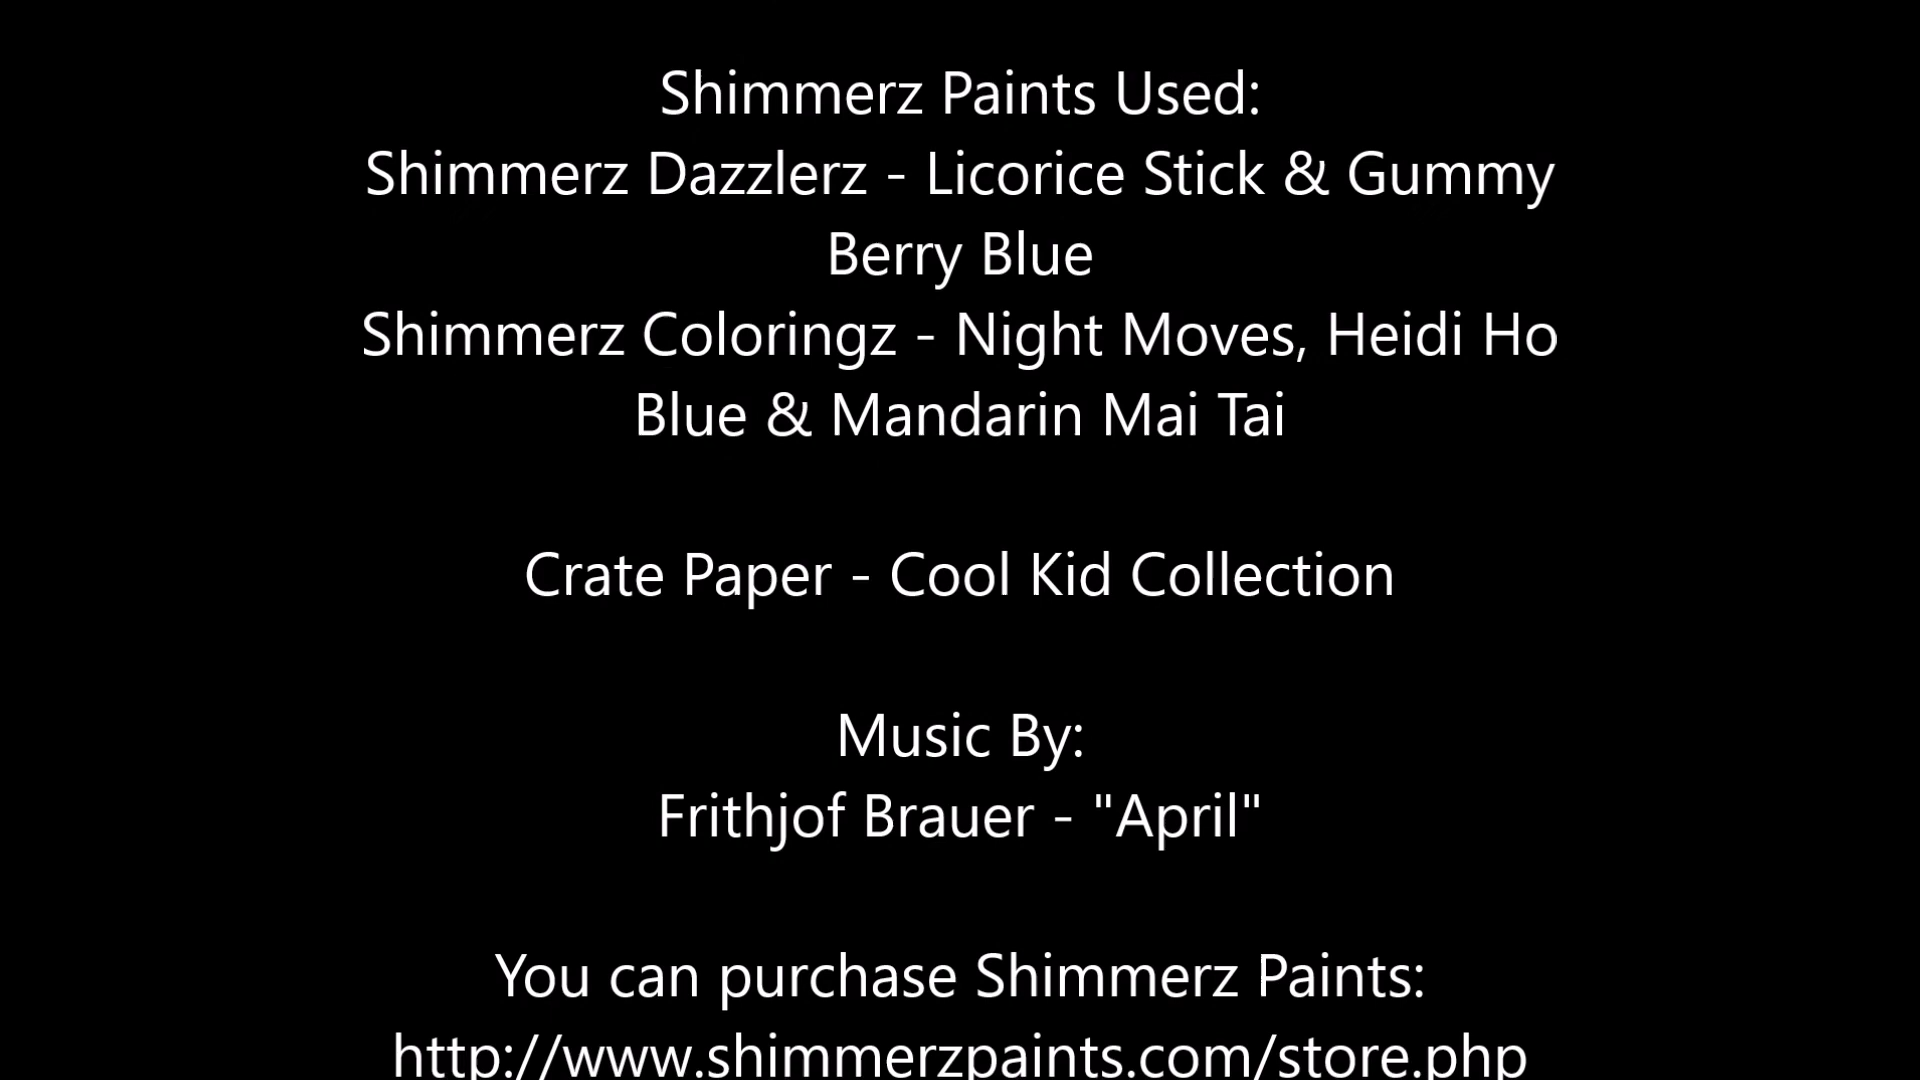 Shimmerz Paints Used:
Shimmerz Dazzlerz - Licorice Stick & Gummy
Berry Blue
Shimmerz Coloringz - Night Moves, Heidi Ho
Blue & Mandarin Mai Tai
Crate Paper - Cool Kid Collection
Music By:
Frithjof Brauer - "April"
You can purchase Shimmerz Paints:
http://www.shimmerzpaints.com/store.php